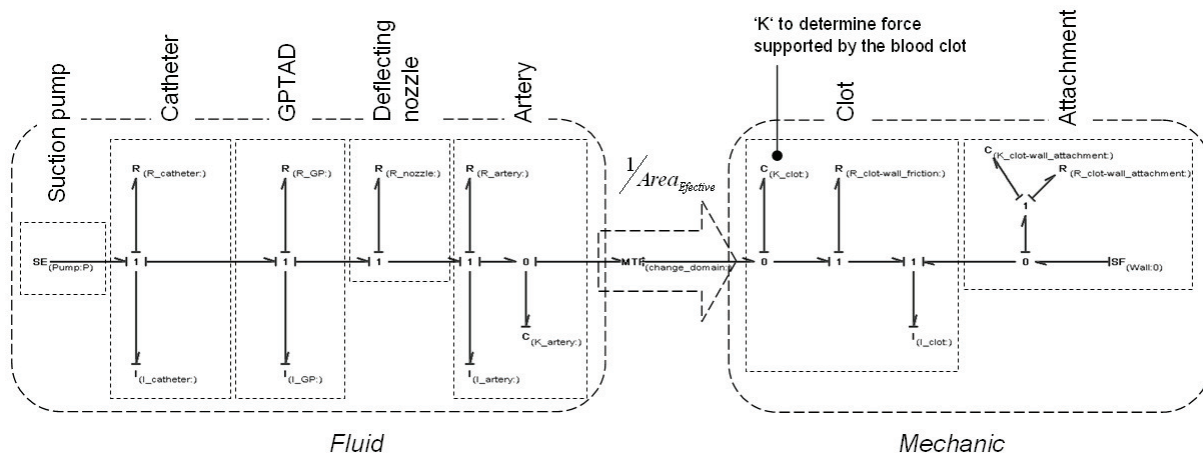 'K' to determine force
supported by the blood clot
Suction pump
Catheter
GPTAD
Deflecting
nozzle
Artery
Clot
Attachment
1/Area Efective
C (K_clot-wall_attachment:)
R (R_catheter:)
R (R_GP:)
R (R_nozzle:)
R (R_artery:)
C (K_clot:)
R (R_clot-wall_friction:)
R (R_clot-wall_attachment:)
1
SE (Pump:P)
1
1
1
1
0
MTF (change_domain:)
0
1
1
0
SF (Wall:0)
C (K_artery:)
I (I_clot:)
I (I_catheter:)
I (I_GP:)
I (I_artery:)
Fluid
Mechanic